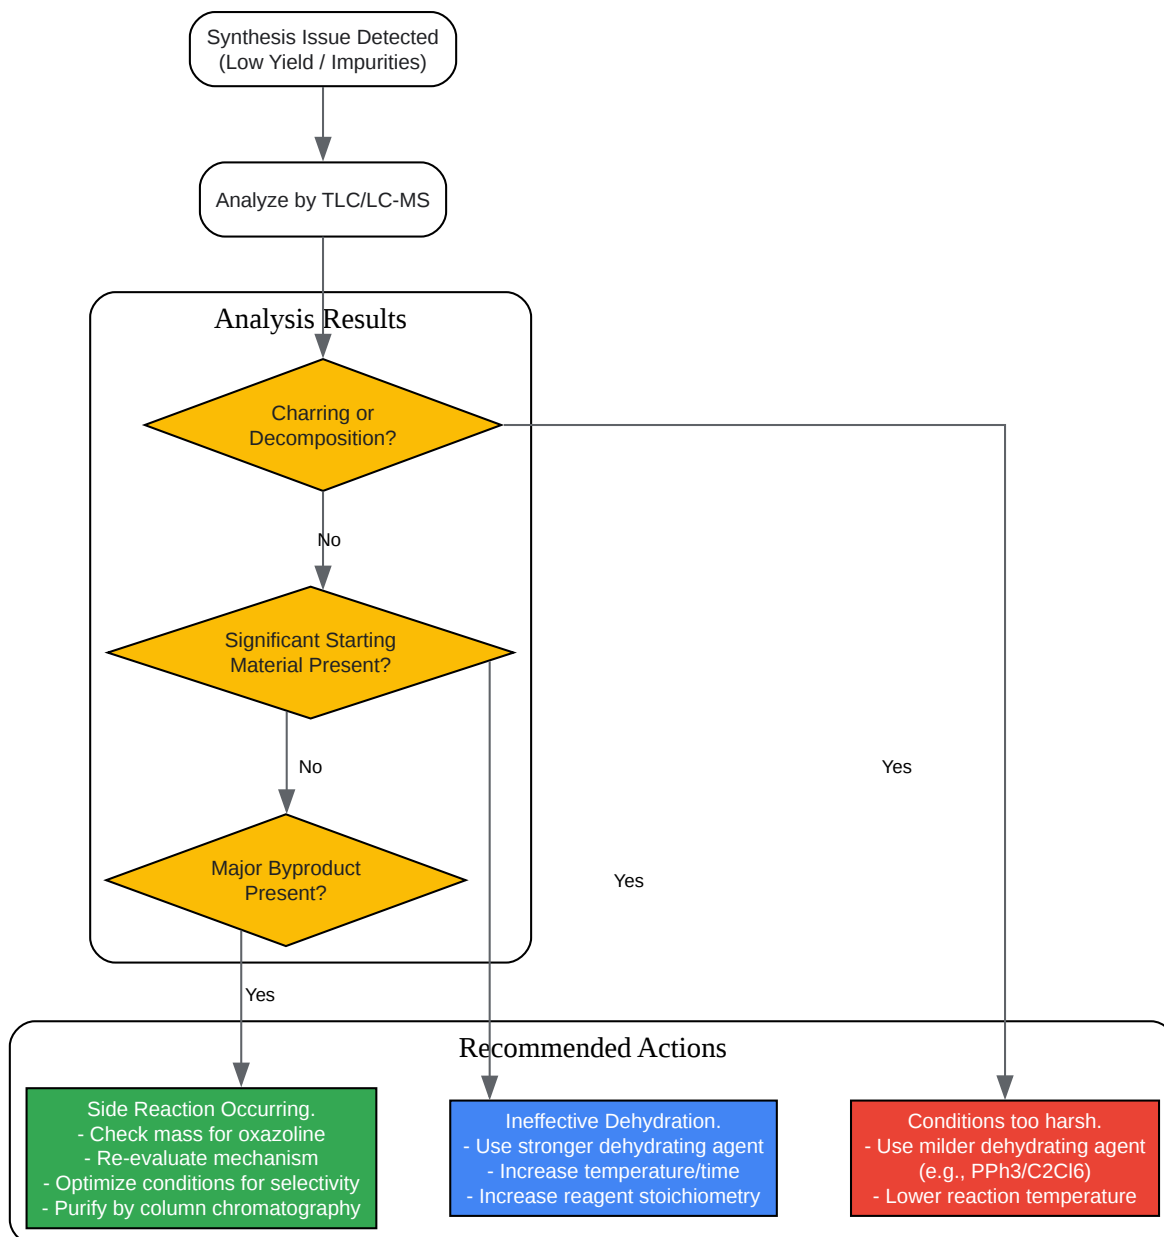 Synthesis Issue Detected
(Low Yield / Impurities)
Analyze by TLC/LC-MS
Analysis Results
Charring or
Decomposition?
No
Significant Starting
Material Present?
No
Yes
Major Byproduct
Present?
Yes
Yes
Recommended Actions
Side Reaction Occurring.
- Check mass for oxazoline
- Re-evaluate mechanism
- Optimize conditions for selectivity
- Purify by column chromatography
Ineffective Dehydration.
- Use stronger dehydrating agent
- Increase temperature/time
- Increase reagent stoichiometry
Conditions too harsh.
- Use milder dehydrating agent
(e.g., PPh3/C2Cl6)
- Lower reaction temperature